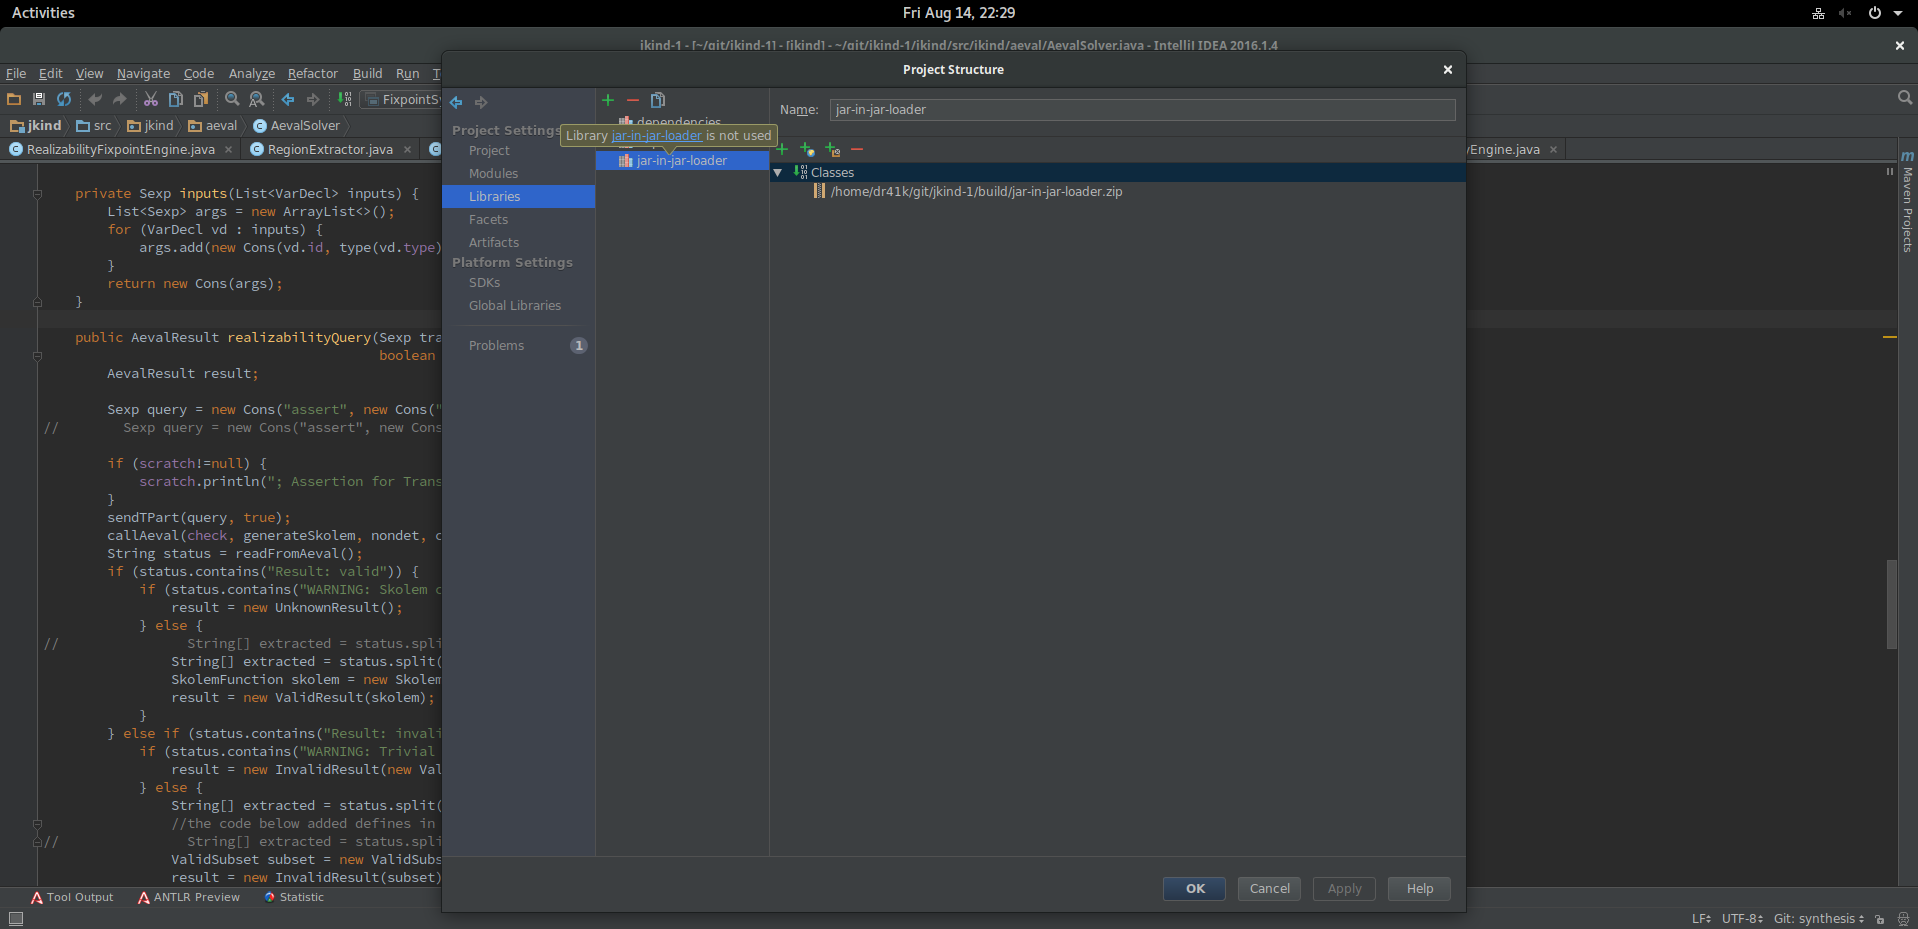 Activities
Fri Aug 14, 22:29
jkind-1 - [~/git/jkind-1] - [jkind] - ~/git/jkind-1/jkind/src/jkind/aeval/AevalSolver.java - IntelliJ IDEA 2016.1.4
File Edit View Navigate Code Analyze Refactor Build Run T
FixpointSy
jkind src jkind aeval AevalSolver
RealizabilityFixpointEngine.java RegionExtractor.java
yEngine.java
Maven Projects
private Sexp inputs(List<VarDecl> inputs) {
List<Sexp> args = new ArrayList<>();
for (VarDecl vd : inputs) {
args.add(new Cons(vd.id, type(vd.type)
}
return new Cons(args);
}
public AevalResult realizabilityQuery(Sexp tra
boolean
AevalResult result;
Sexp query = new Cons("assert", new Cons("
// Sexp query = new Cons("assert", new Cons
if (scratch!=null) {
scratch.println("; Assertion for Trans
}
sendTPart(query, true);
callAeval(check, generateSkolem, nondet, c
String status = readFromAeval();
if (status.contains("Result: valid")) {
if (status.contains("WARNING: Skolem c
result = new UnknownResult();
} else {
// String[] extracted = status.spli
String[] extracted = status.split(
SkolemFunction skolem = new Skolem
result = new ValidResult(skolem);
}
} else if (status.contains("Result: invali
if (status.contains("WARNING: Trivial
result = new InvalidResult(new Val
} else {
String[] extracted = status.split(
//the code below added defines in
// String[] extracted = status.spli
ValidSubset subset = new ValidSubs
result = new InvalidResult(subset)
Project Structure
Project Settings
Project
Modules
Libraries
Facets
Artifacts
Platform Settings
SDKs
Global Libraries
Problems 1
dependencies
Library jar-in-jar-loader is not used
jar-in-jar-loader
Name: jar-in-jar-loader
Classes
/home/dr41k/git/jkind-1/build/jar-in-jar-loader.zip
OK Cancel Apply Help
Tool Output ANTLR Preview Statistic
LF UTF-8 Git: synthesis